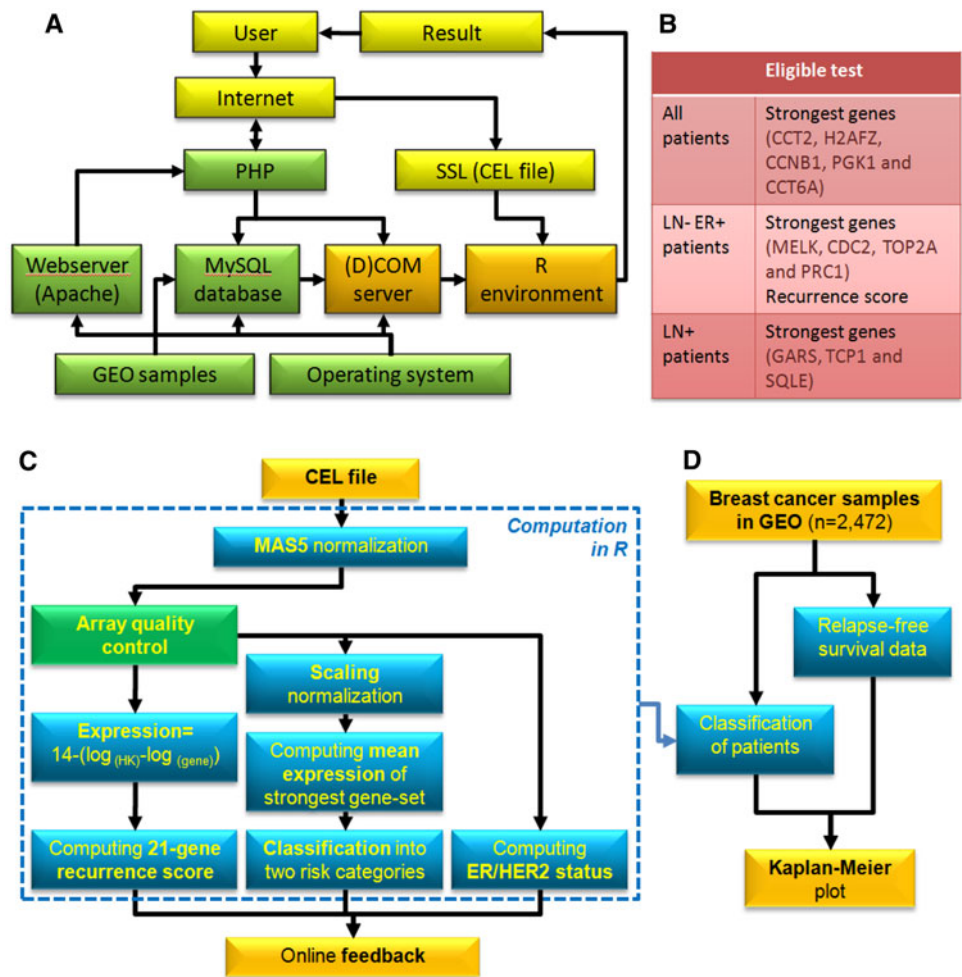 A
User
Result
Internet
PHP
SSL (CEL file)
Webserver
(Apache)
MySQL
database
(D)COM
server
R
environment
GEO samples
Operating system
B
Eligible test
All
patients
Strongest genes
(CCT2, H2AFZ,
CCNB1, PGK1 and
CCT6A)
LN- ER+
patients
Strongest genes
(MELK, CDC2, TOP2A
and PRC1)
Recurrence score
LN+
patients
Strongest genes
(GARS, TCP1 and
SQLE)
C
CEL file
Computation
in R
MAS5 normalization
Array quality
control
Scaling
normalization
Expression=
14-(log (HK)-log (gene))
Computing mean
expression of
strongest gene-set
Computing 21-gene
recurrence score
Classification into
two risk categories
Computing
ER/HER2 status
Online feedback
D
Breast cancer samples
in GEO (n=2,472)
Relapse-free
survival data
Classification
of patients
Kaplan-Meier
plot